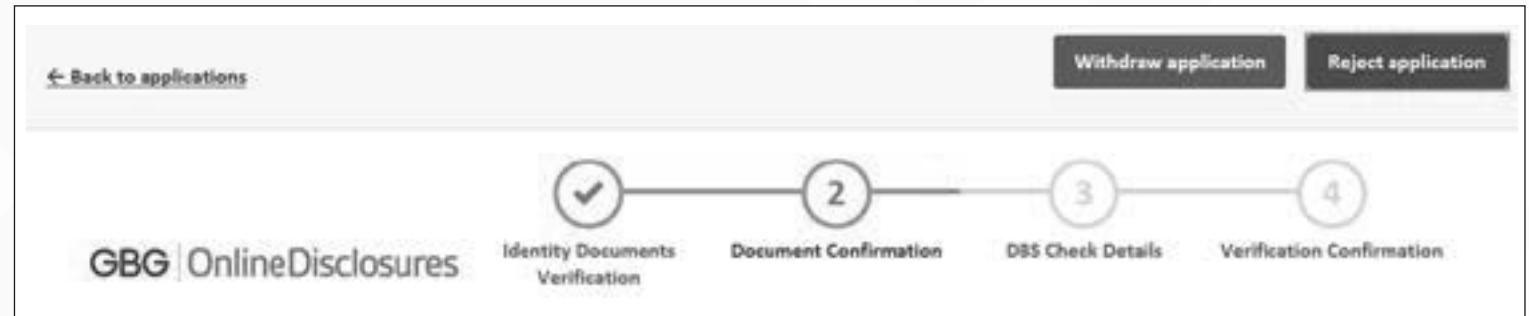 ← Back to applications
Withdraw application
Reject application
2
3
4
GBG | OnlineDisclosures
Identity Documents
Verification
Document Confirmation
DBS Check Details
Verification Confirmation